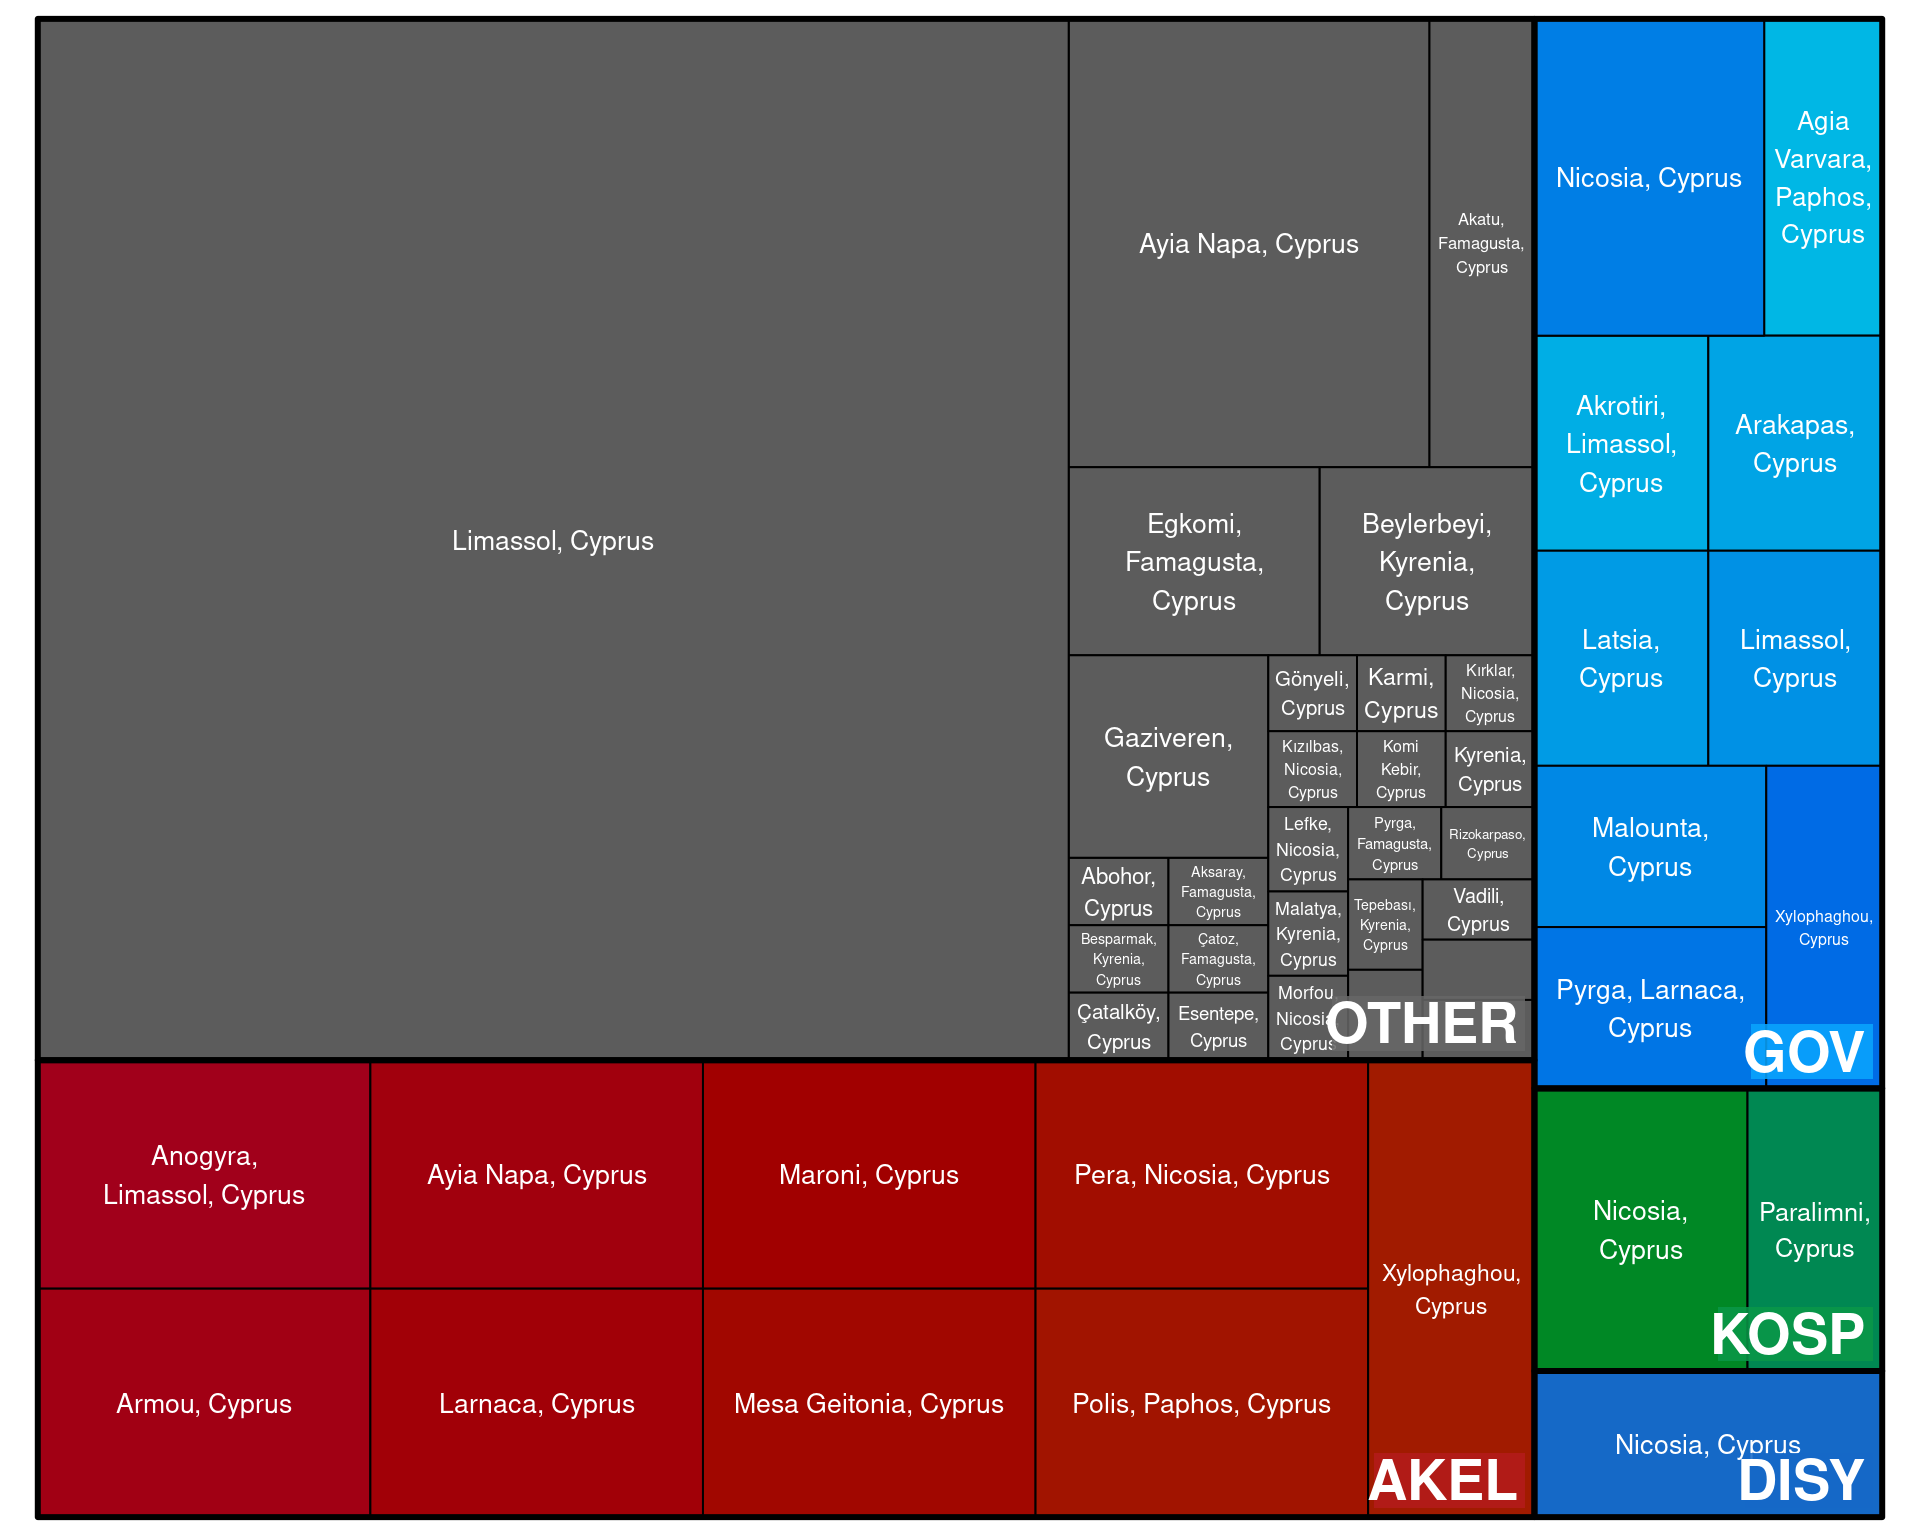 Limassol, Cyprus
Ayia Napa, Cyprus
Akatu,
Famagusta,
Cyprus
Egkomi,
Famagusta,
Cyprus
Beylerbeyi,
Kyrenia,
Cyprus
Gaziveren,
Cyprus
Gönyeli,
Cyprus
Karmi,
Cyprus
Kırklar,
Nicosia,
Cyprus
Kızılbas,
Nicosia,
Cyprus
Komi
Kebir,
Cyprus
Kyrenia,
Cyprus
Lefke,
Nicosia,
Cyprus
Pyrga,
Famagusta,
Cyprus
Rizokarpaso,
Cyprus
Abohor,
Cyprus
Aksaray,
Famagusta,
Cyprus
Besparmak,
Kyrenia,
Cyprus
Çatoz,
Famagusta,
Cyprus
Çatalköy,
Cyprus
Esentepe,
Cyprus
Malatya,
Kyrenia,
Cyprus
Morfou,
Nicosia,
Cyprus
Tepebası,
Kyrenia,
Cyprus
Vadili,
Cyprus
OTHER
Anogyra,
Limassol, Cyprus
Ayia Napa, Cyprus
Maroni, Cyprus
Pera, Nicosia, Cyprus
Armou, Cyprus
Larnaca, Cyprus
Mesa Geitonia, Cyprus
Polis, Paphos, Cyprus
Xylophaghou,
Cyprus
AKEL
Nicosia, Cyprus
Agia
Varvara,
Paphos,
Cyprus
Akrotiri,
Limassol,
Cyprus
Arakapas,
Cyprus
Latsia,
Cyprus
Limassol,
Cyprus
Malounta,
Cyprus
Pyrga, Larnaca,
Cyprus
Xylophaghou,
Cyprus
GOV
Nicosia,
Cyprus
Paralimni,
Cyprus
KOSP
Nicosia, Cyprus
DISY